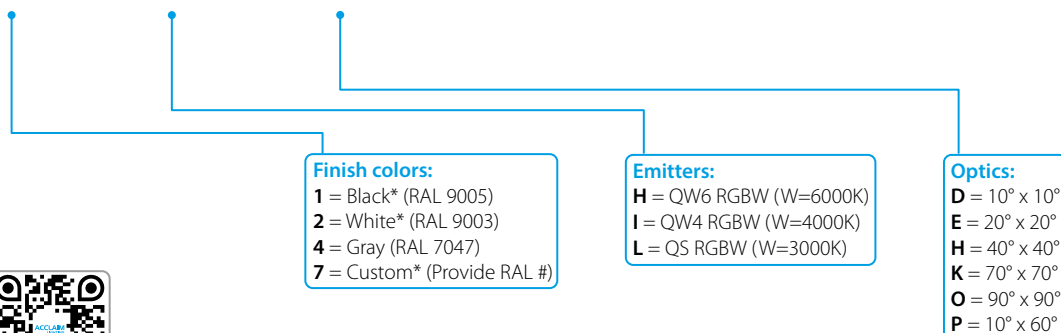 Finish colors:
1 = Black* (RAL 9005)
2 = White* (RAL 9003)
4 = Gray (RAL 7047)
7 = Custom* (Provide RAL #)
Emitters:
H = QW6 RGBW (W=6000K)
I = QW4 RGBW (W=4000K)
L = QS RGBW (W=3000K)
Optics:
D = 10° x 10°
E = 20° x 20°
H = 40° x 40°
K = 70° x 70°
O = 90° x 90°
P = 10° x 60°
ACCLAIM
LIGHTING